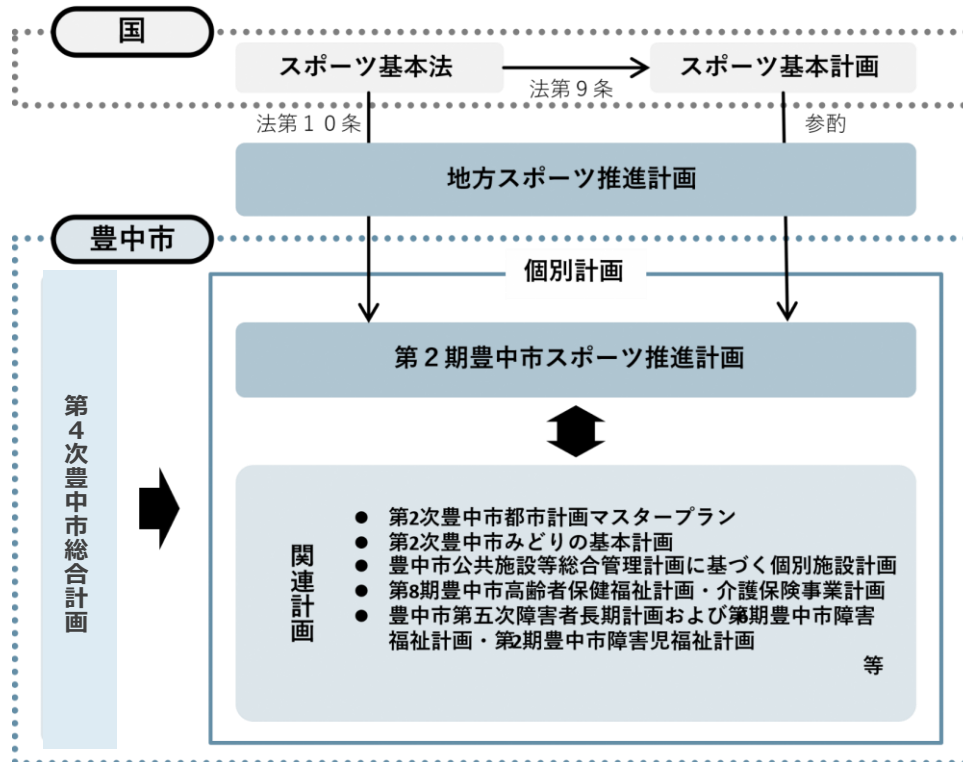 国
スポーツ基本法
スポーツ基本計画
法第９条
法第１０条
参酌
地方スポーツ推進計画
豊中市
個別計画
第２期豊中市スポーツ推進計画
第４次豊中市総合計画
関連計画
● 第2次豊中市都市計画マスタープラン
● 第2次豊中市みどりの基本計画
● 豊中市公共施設等総合管理計画に基づく個別施設計画
● 第8期豊中市高齢者保健福祉計画・介護保険事業計画
● 豊中市第五次障害者長期計画および第6期豊中市障害
福祉計画・第2期豊中市障害児福祉計画
等